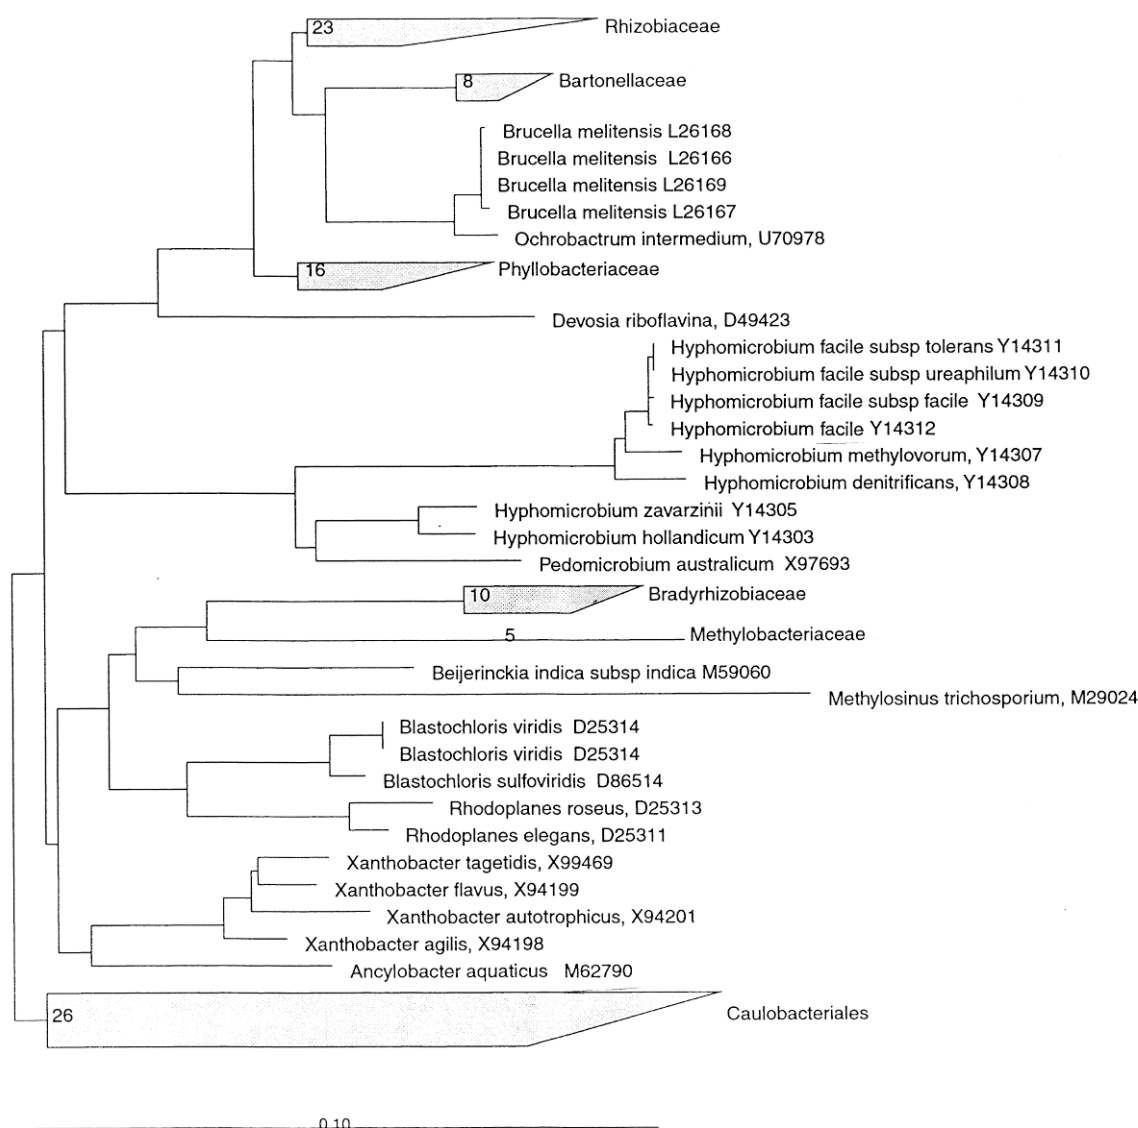 23 Rhizobiaceae
8 Bartonellaceae
Brucella melitensis L26168
Brucella melitensis L26166
Brucella melitensis L26169
Brucella melitensis L26167
Ochrobactrum intermedium, U70978
16 Phyllobacteriaceae
Devosia riboflavina, D49423
Hyphomicrobium facile subsp tolerans Y14311
Hyphomicrobium facile subsp ureaphilum Y14310
Hyphomicrobium facile subsp facile Y14309
Hyphomicrobium facile Y14312
Hyphomicrobium methylovorum, Y14307
Hyphomicrobium denitrificans, Y14308
Hyphomicrobium zavarzinii Y14305
Hyphomicrobium hollandicum Y14303
Pedomicrobium australicum X97693
10 Bradyrhizobiaceae
5 Methylobacteriaceae
Beijerinckia indica subsp indica M59060
Methylosinus trichosporium, M29024
Blastochloris viridis D25314
Blastochloris viridis D25314
Blastochloris sulfoviridis D86514
Rhodoplanes roseus, D25313
Rhodoplanes elegans, D25311
Xanthobacter tagetidis, X99469
Xanthobacter flavus, X94199
Xanthobacter autotrophicus, X94201
Xanthobacter agilis, X94198
Ancylobacter aquaticus M62790
26 Caulobacteriales
0.10